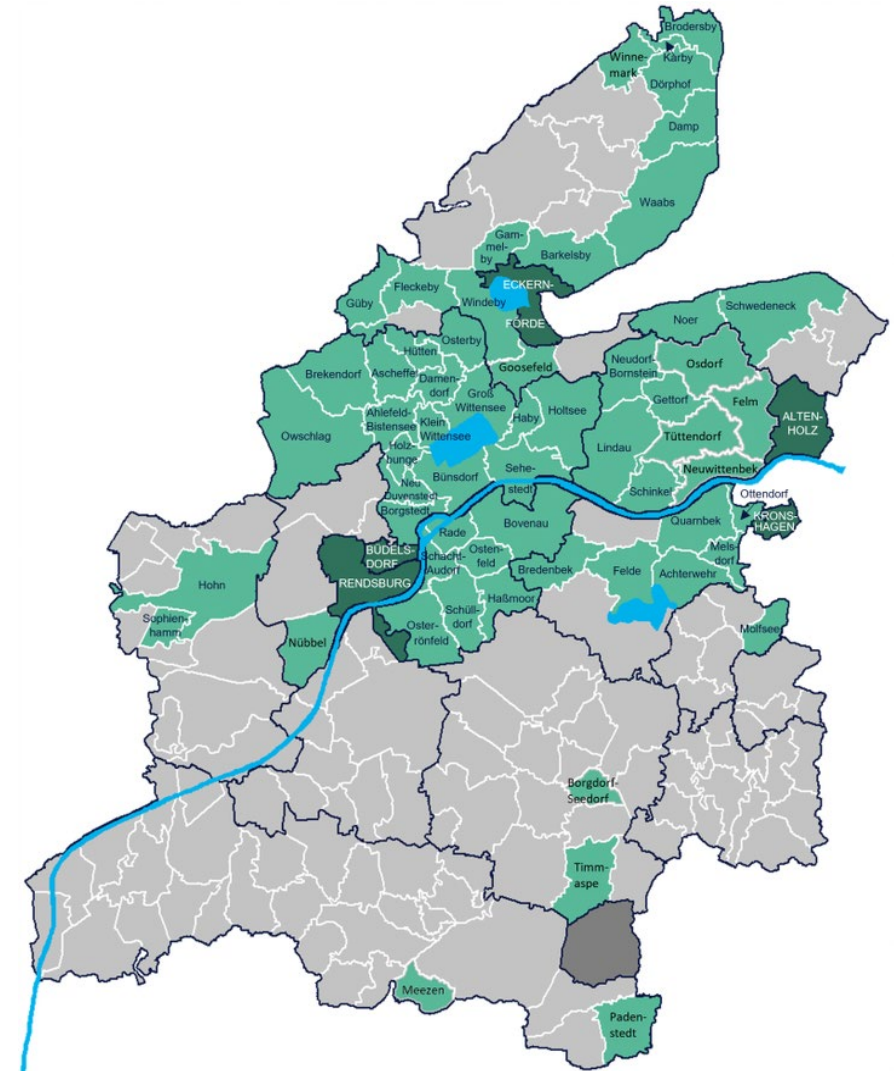 Brodersby
Winne-
mark
Karby
Dörphof
Damp
Waabs
Gam-
mel-
by
Barkelsby
ECKERN-
FÖRDE
Windeby
Fleckeby
Güby
Hütten
Osterby
Goosefeld
Noer
Schwedeneck
Brekendorf
Ascheffel
Damen-
dorf
Groß
Wittensee
Neudorf-
Bornstein
Osdorf
Gettorf
Felm
ALTEN-
HOLZ
Owschlag
Ahlefeld-
Bistensee
Klein
Wittensee
Haby
Holtsee
Lindau
Tüttendorf
Holz-
bunge
Bünsdorf
Sehe-
stedt
Neuwittenbek
Neu
Duvenstedt
Schinkel
Ottendorf
Borgstedt
Rade
Bovenau
Quarnbek
KRONS-
HAGEN
BÜDELS-
DORF
RENDSBURG
Schacht-
Audorf
Osten-
feld
Bredenbek
Felde
Mels-
dorf
Achterwehr
Hohn
Sophien-
hamm
Nübbel
Oster-
rönfeld
Schüll-
dorf
Haßmoor
Molfsee
Borgdorf-
Seedorf
Timm-
aspe
Meezen
Paden-
stedt